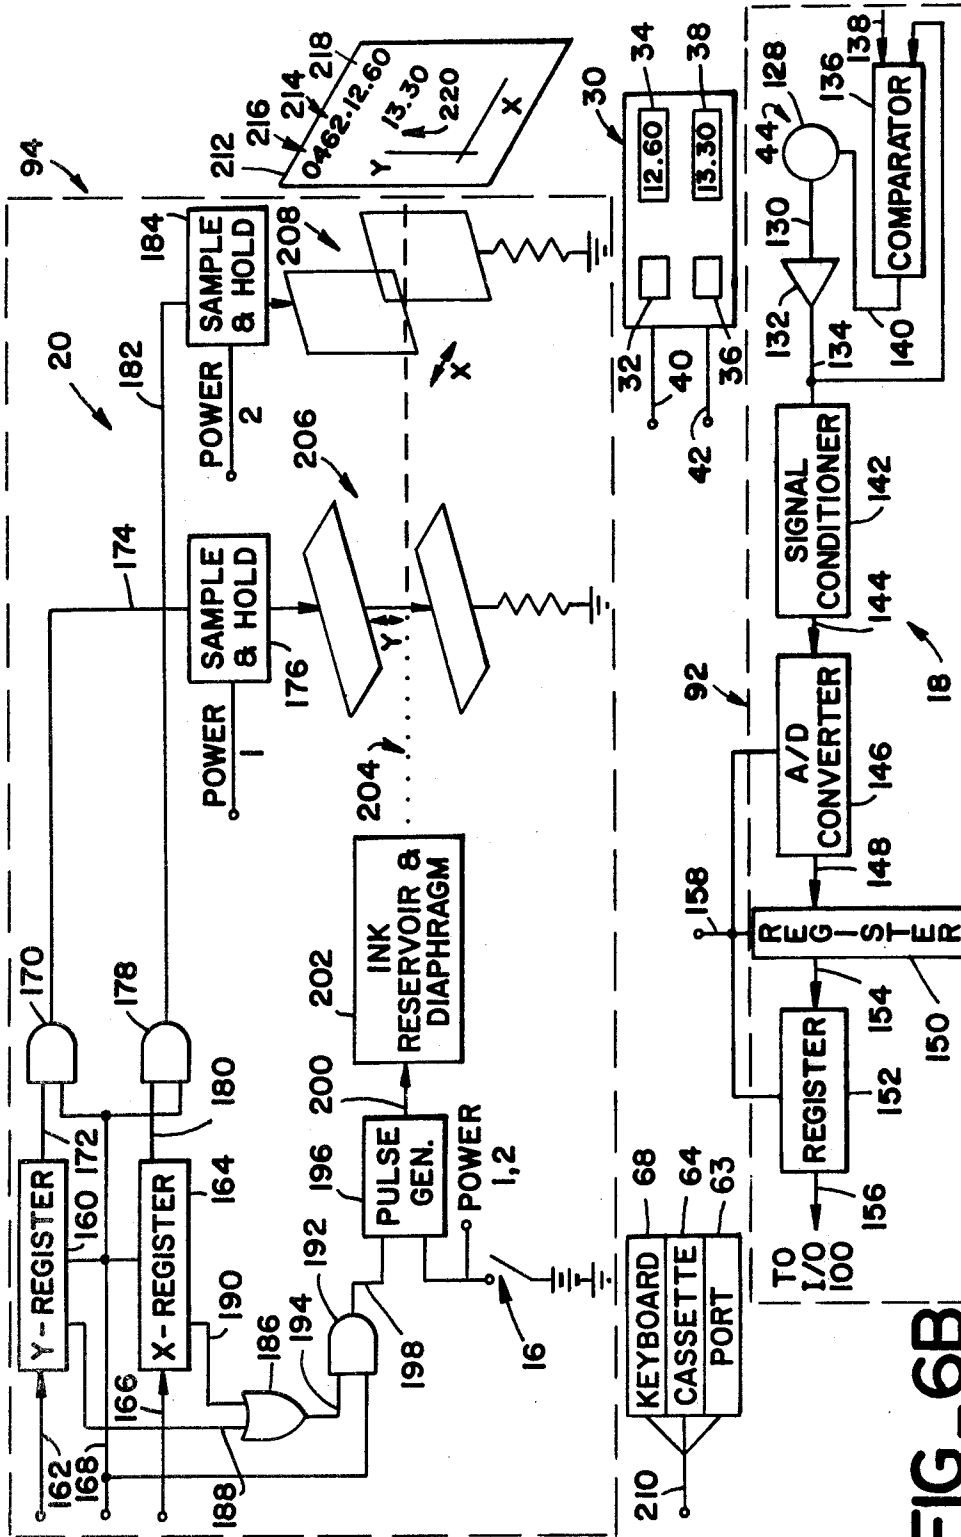 94
20
212
216
214
218
0462·12.60
13.30
220
Y
X
162
Y-REGISTER
160
172
170
174
182
184
SAMPLE
& HOLD
208
168
178
180
166
X-REGISTER
164
190
188
186
194
192
198
POWER
1
SAMPLE
& HOLD
176
POWER
2
206
Y
X
204
196
PULSE
GEN.
200
202
INK
RESERVOIR &
DIAPHRAGM
POWER
1,2
16
210
KEYBOARD
CASSETTE
PORT
68
64
63
30
32
12.60
34
36
13.30
38
40
42
TO
I/O
100
156
REGISTER
152
154
158
REGISTER
150
148
92
A/D
CONVERTER
146
144
18
SIGNAL
CONDITIONER
142
134
132
130
44
128
140
COMPARATOR
136
138
FIG_6B